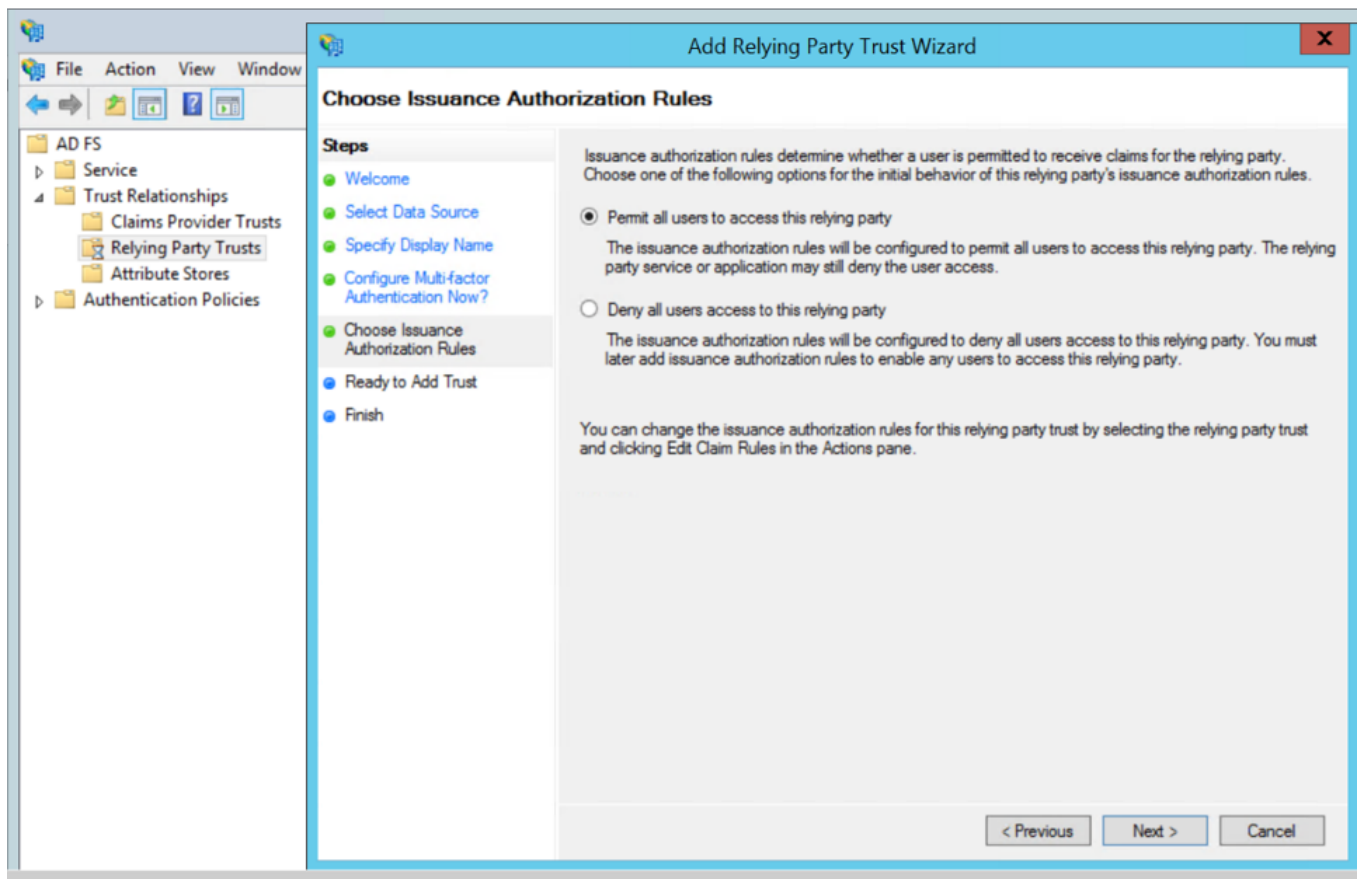 Add Relying Party Trust Wizard
X
File Action View Window
Choose Issuance Authorization Rules
AD FS
Service
Trust Relationships
Claims Provider Trusts
Relying Party Trusts
Attribute Stores
Authentication Policies
Steps
Welcome
Select Data Source
Specify Display Name
Configure Multi-factor
Authentication Now?
Choose Issuance
Authorization Rules
Ready to Add Trust
Finish
Issuance authorization rules determine whether a user is permitted to receive claims for the relying party.
Choose one of the following options for the initial behavior of this relying party's issuance authorization rules.
Permit all users to access this relying party
The issuance authorization rules will be configured to permit all users to access this relying party. The relying
party service or application may still deny the user access.
Deny all users access to this relying party
The issuance authorization rules will be configured to deny all users access to this relying party. You must
later add issuance authorization rules to enable any users to access this relying party.
You can change the issuance authorization rules for this relying party trust by selecting the relying party trust
and clicking Edit Claim Rules in the Actions pane.
< Previous
Next >
Cancel